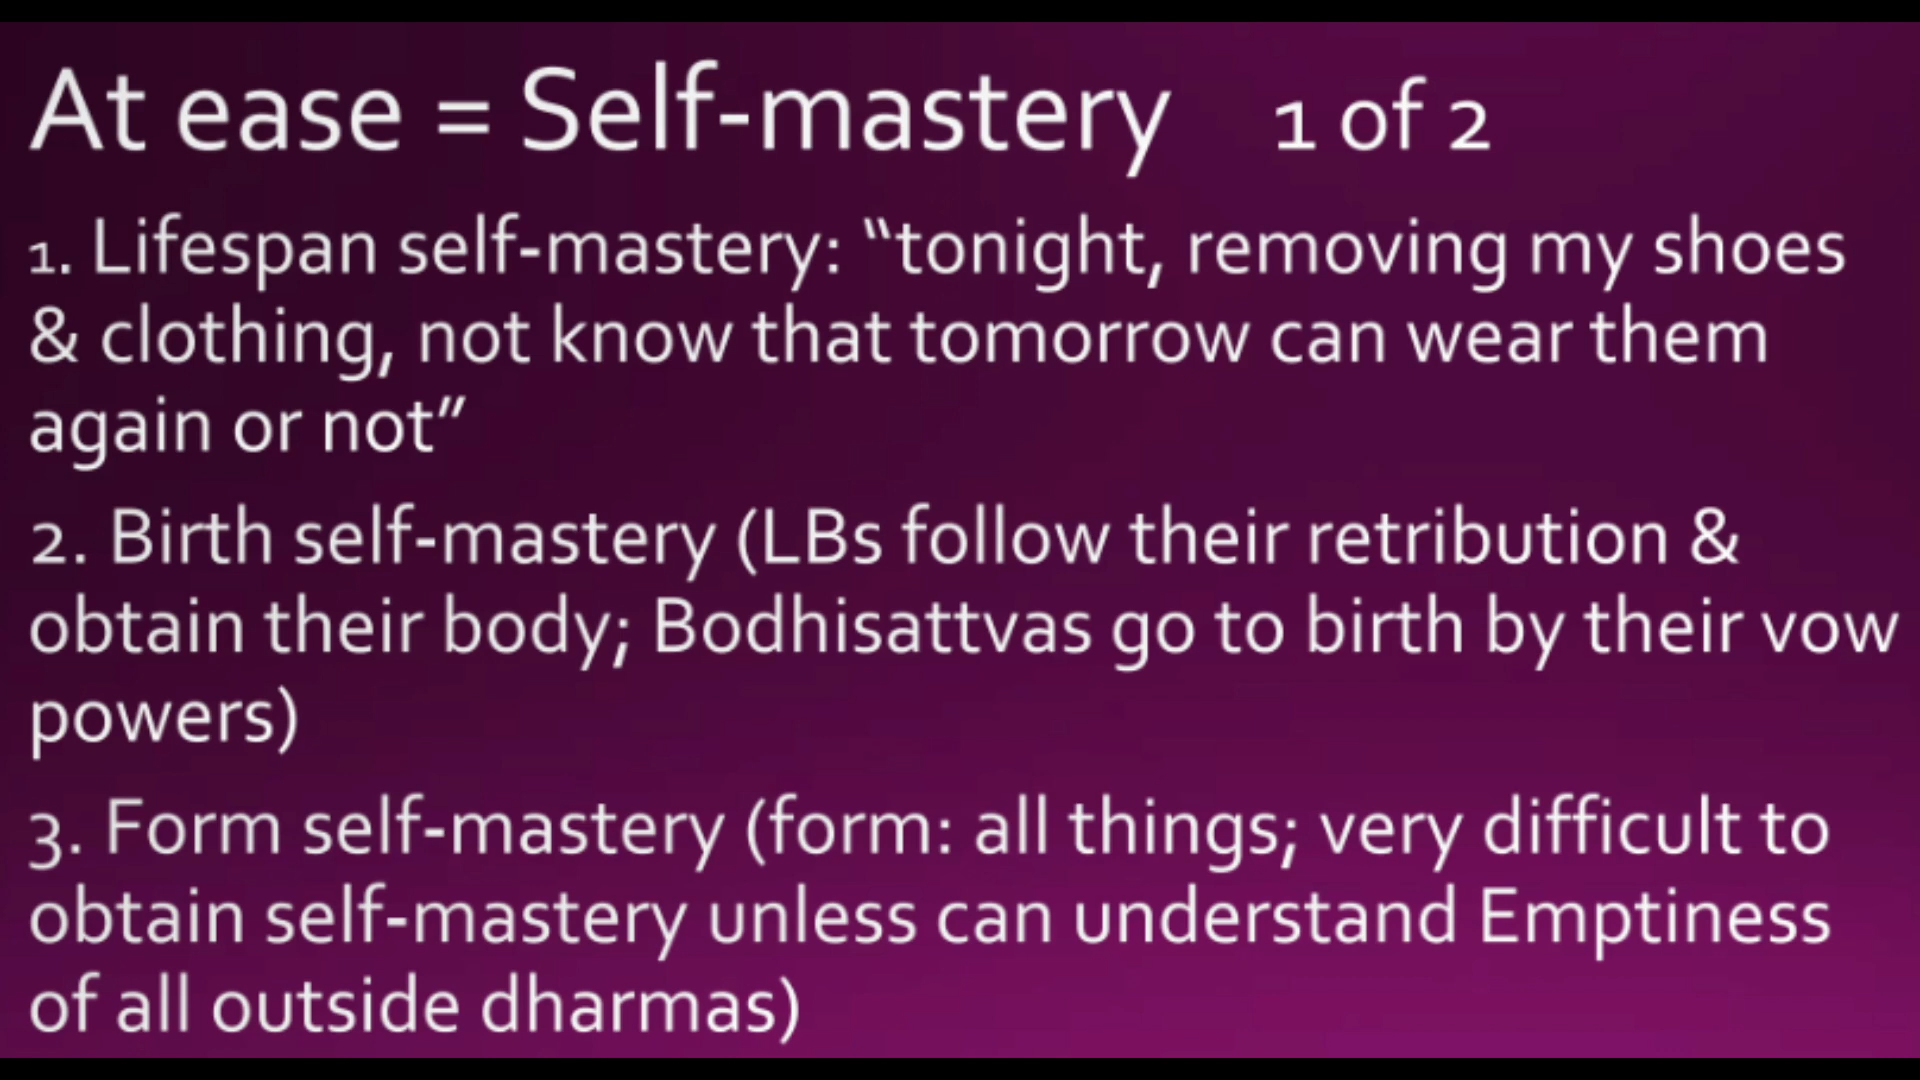 At ease = Self-mastery 1 of 2
1. Lifespan self-mastery: “tonight, removing my shoes
& clothing, not know that tomorrow can wear them
again or not”
2. Birth self-mastery (LBs follow their retribution &
obtain their body; Bodhisattvas go to birth by their vow
powers)
3. Form self-mastery (form: all things; very difficult to
obtain self-mastery unless can understand Emptiness
of all outside dharmas)